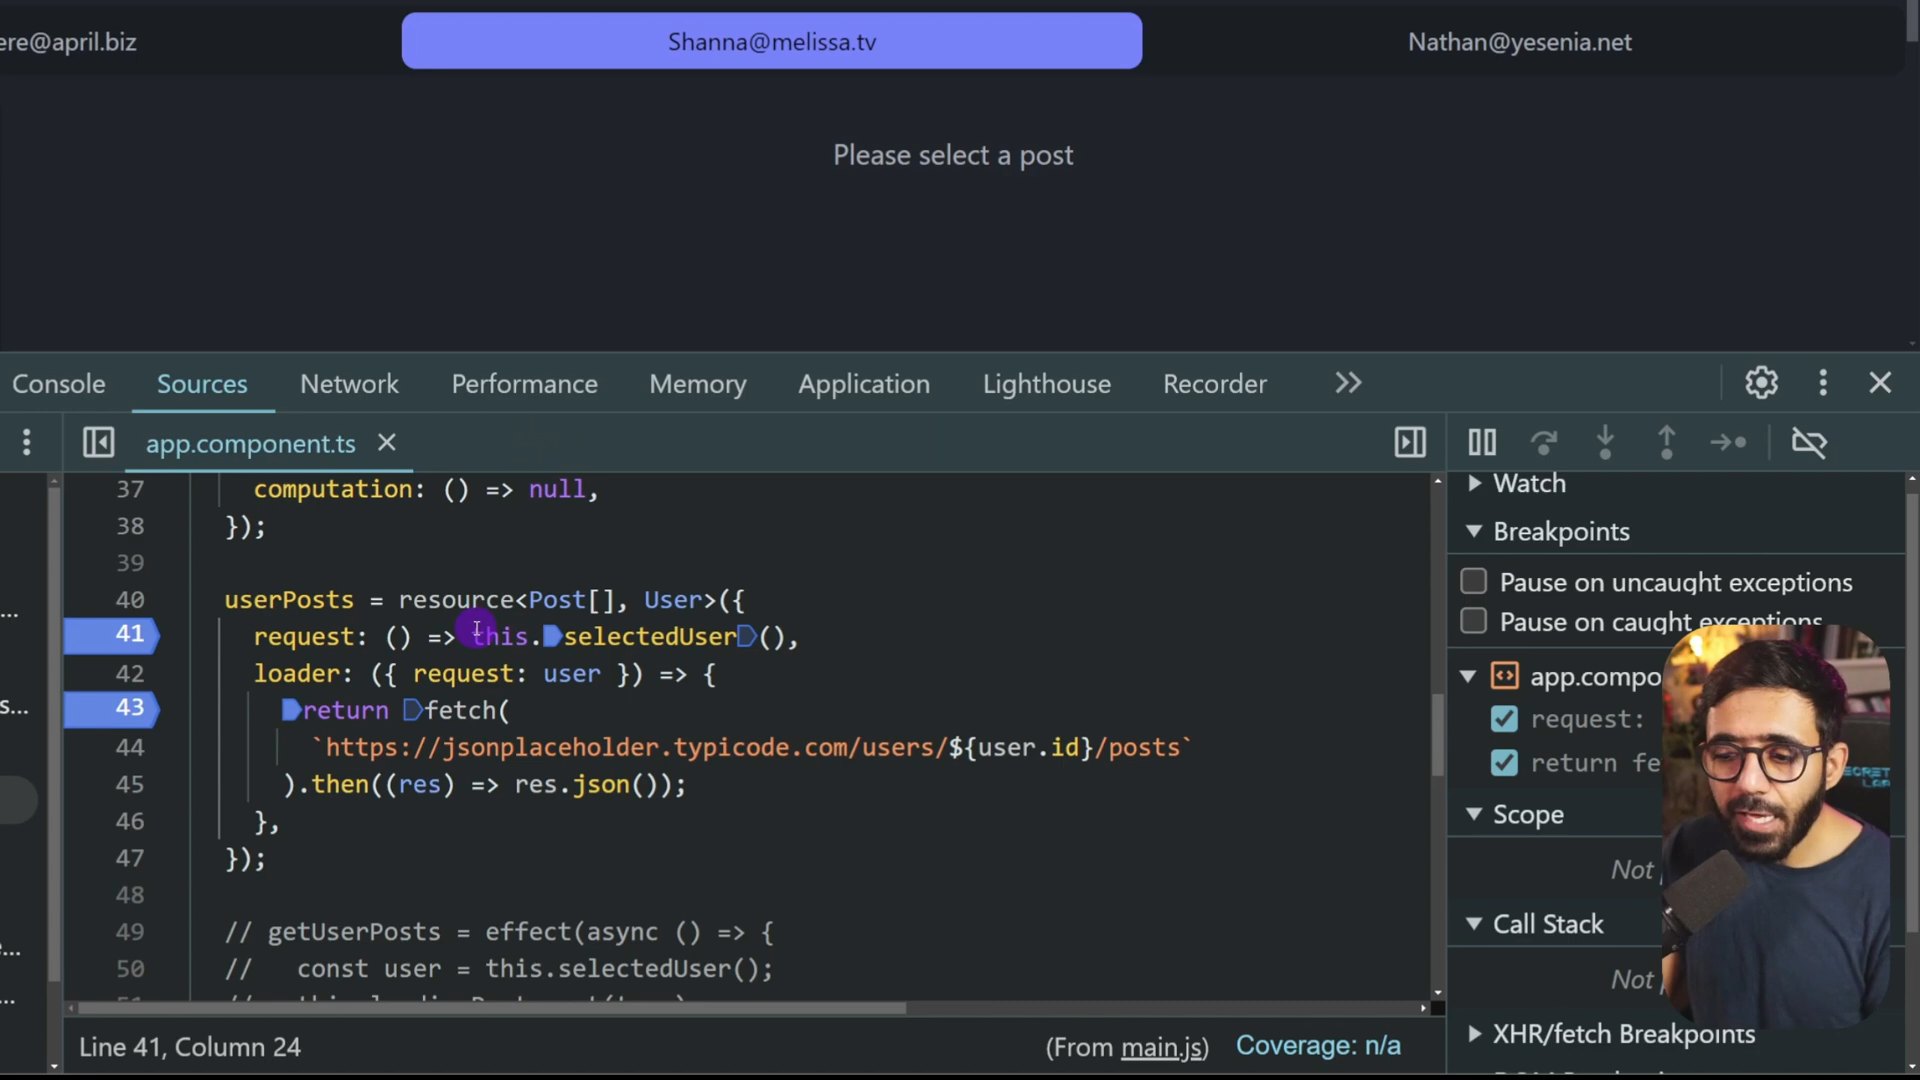 ere@april.biz
Shanna@melissa.tv
Nathan@yesenia.net
Please select a post
Console
Sources
Network
Performance
Memory
Application
Lighthouse
Recorder
app.component.ts
37 computation: () => null,
38 });
39
40 userPosts = resource<Post[], User>({
41 request: () => this.selectedUser(),
42 loader: ({ request: user }) => {
43 return fetch(
44 `https://jsonplaceholder.typicode.com/users/${user.id}/posts`
45 ).then((res) => res.json());
46 },
47 });
48
49 // getUserPosts = effect(async () => {
50 // const user = this.selectedUser();
Line 41, Column 24
(From main.js)
Coverage: n/a
Watch
Breakpoints
Pause on uncaught exceptions
Pause on caught exceptions
app.compo
request:
return fe
Scope
Not
Call Stack
Not
XHR/fetch Breakpoints